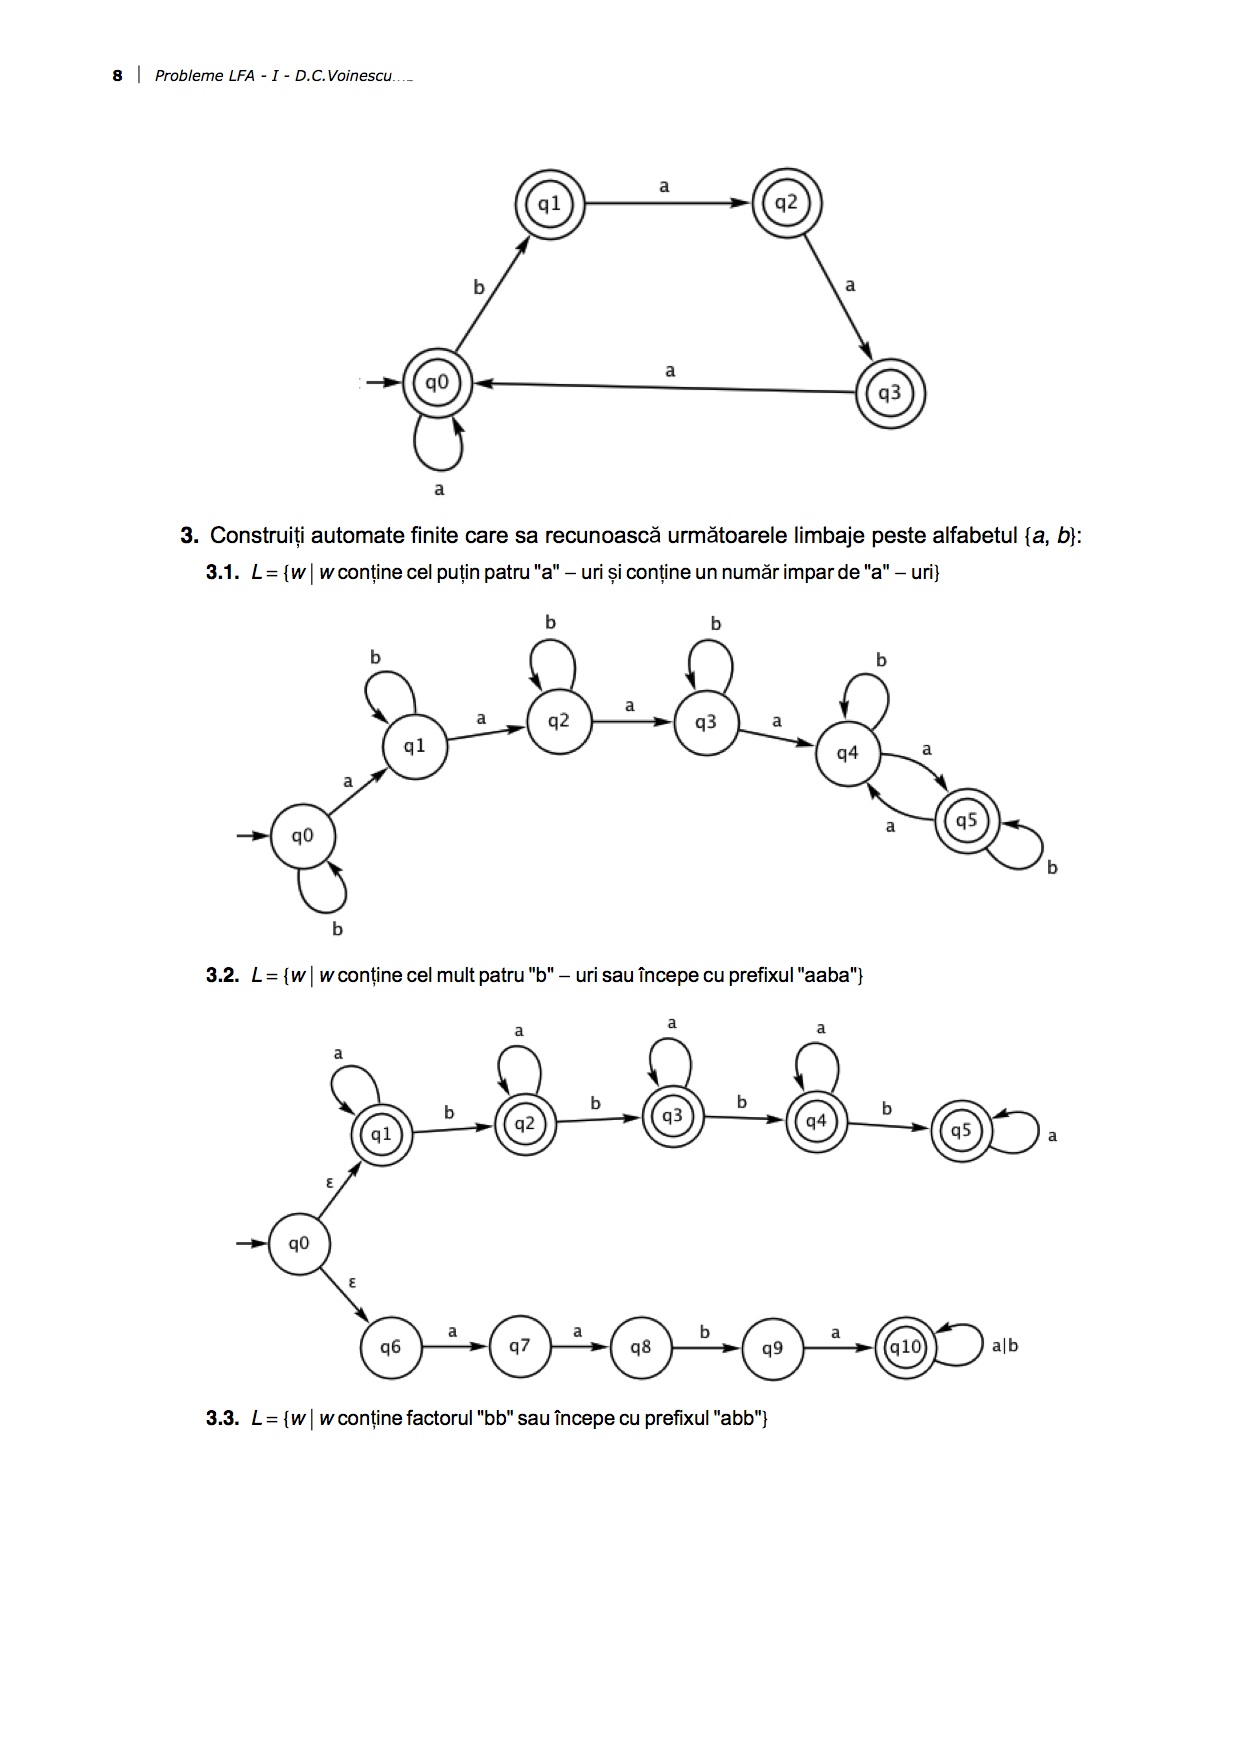 8 | Probleme LFA - I - D.C.Voinescu....
q1 a q2
b a
q0 a q3
a
3. Construiți automate finite care sa recunoască următoarele limbaje peste alfabetul {a, b}:
3.1. L = {w | w conține cel puțin patru "a" – uri și conține un număr impar de "a" – uri}
b b
b b
a a a
q1 q2 q3 q4 a
a
q0 a q5
b
b
3.2. L = {w | w conține cel mult patru "b" – uri sau începe cu prefixul "aaba"}
a a a
a
b b b b
q1 q2 q3 q4 q5 a
ε
q0
ε
a a b a
q6 q7 q8 q9 q10 a|b
3.3. L = {w | w conține factorul "bb" sau începe cu prefixul "abb"}